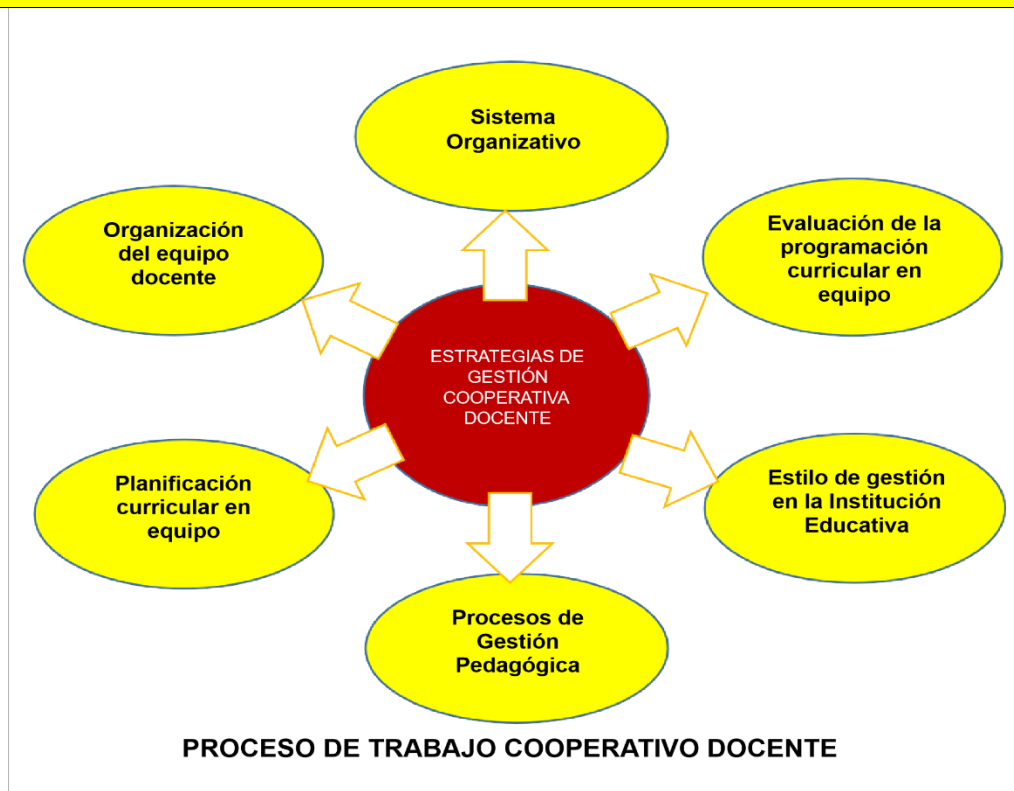 Sistema
Organizativo
Organización
del equipo
docente
Evaluación de la
programación
curricular en
equipo
ESTRATEGIAS DE
GESTIÓN
COOPERATIVA
DOCENTE
Planificación
curricular en
equipo
Estilo de gestión
en la Institución
Educativa
Procesos de
Gestión
Pedagógica
PROCESO DE TRABAJO COOPERATIVO DOCENTE